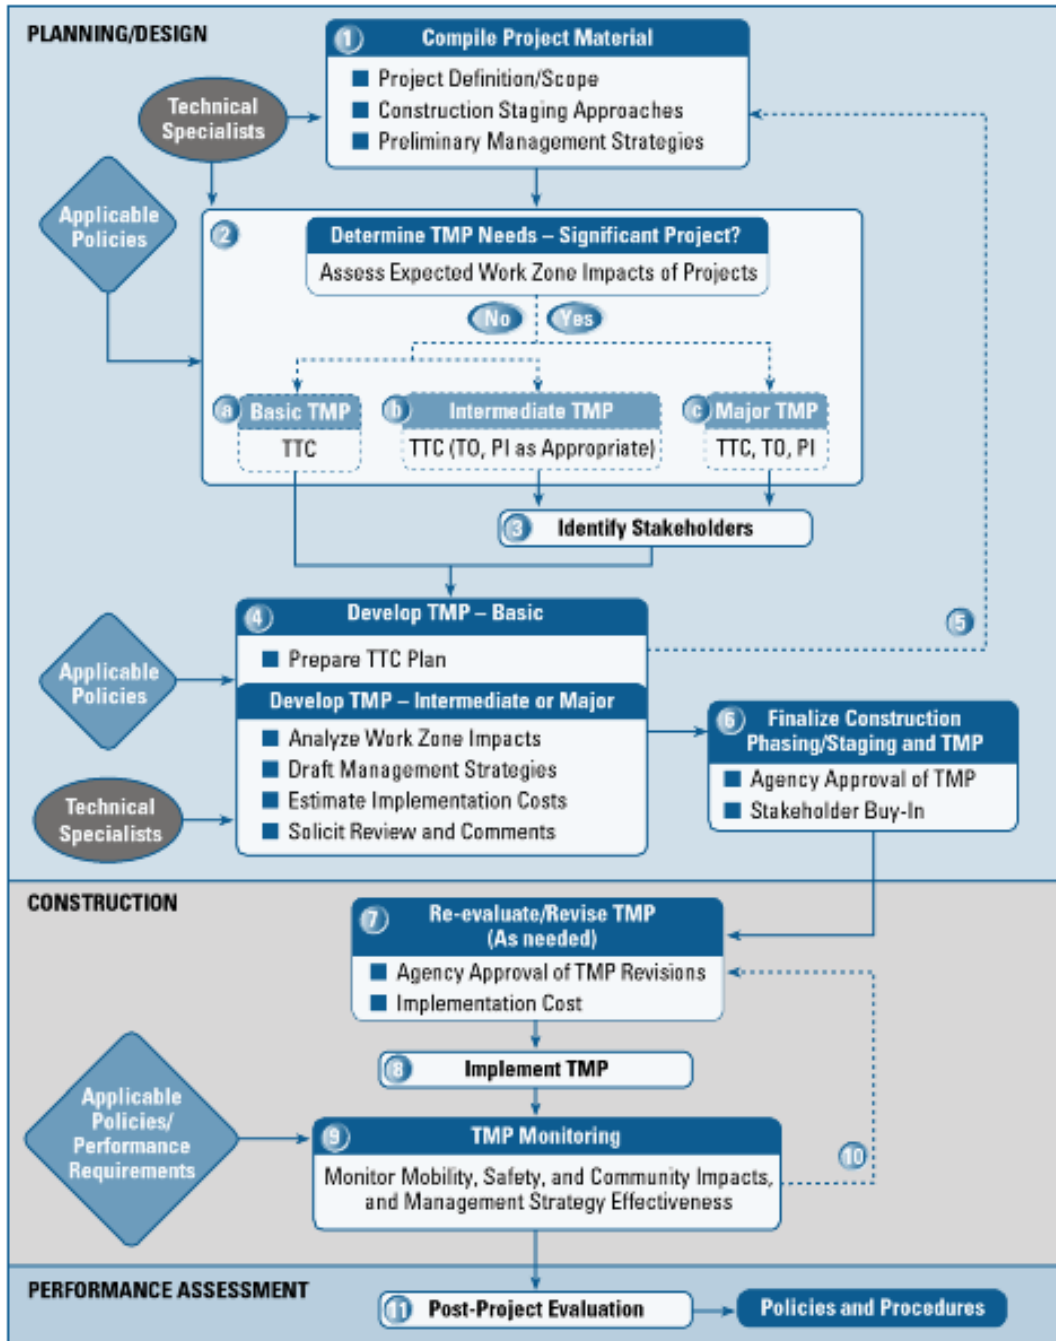 PLANNING/DESIGN
1 Compile Project Material
Project Definition/Scope
Construction Staging Approaches
Preliminary Management Strategies
Technical
Specialists
Applicable
Policies
2
Determine TMP Needs – Significant Project?
Assess Expected Work Zone Impacts of Projects
No Yes
a Basic TMP
TTC
b Intermediate TMP
TTC (TO, PI as Appropriate)
c Major TMP
TTC, TO, PI
3 Identify Stakeholders
4 Develop TMP – Basic
Prepare TTC Plan
5
Applicable
Policies
Develop TMP – Intermediate or Major
Analyze Work Zone Impacts
Draft Management Strategies
Estimate Implementation Costs
Solicit Review and Comments
Technical
Specialists
6 Finalize Construction
Phasing/Staging and TMP
Agency Approval of TMP
Stakeholder Buy-In
CONSTRUCTION
7 Re-evaluate/Revise TMP
(As needed)
Agency Approval of TMP Revisions
Implementation Cost
8 Implement TMP
Applicable
Policies/
Performance
Requirements
9 TMP Monitoring
Monitor Mobility, Safety, and Community Impacts,
and Management Strategy Effectiveness
10
PERFORMANCE ASSESSMENT
11 Post-Project Evaluation
Policies and Procedures